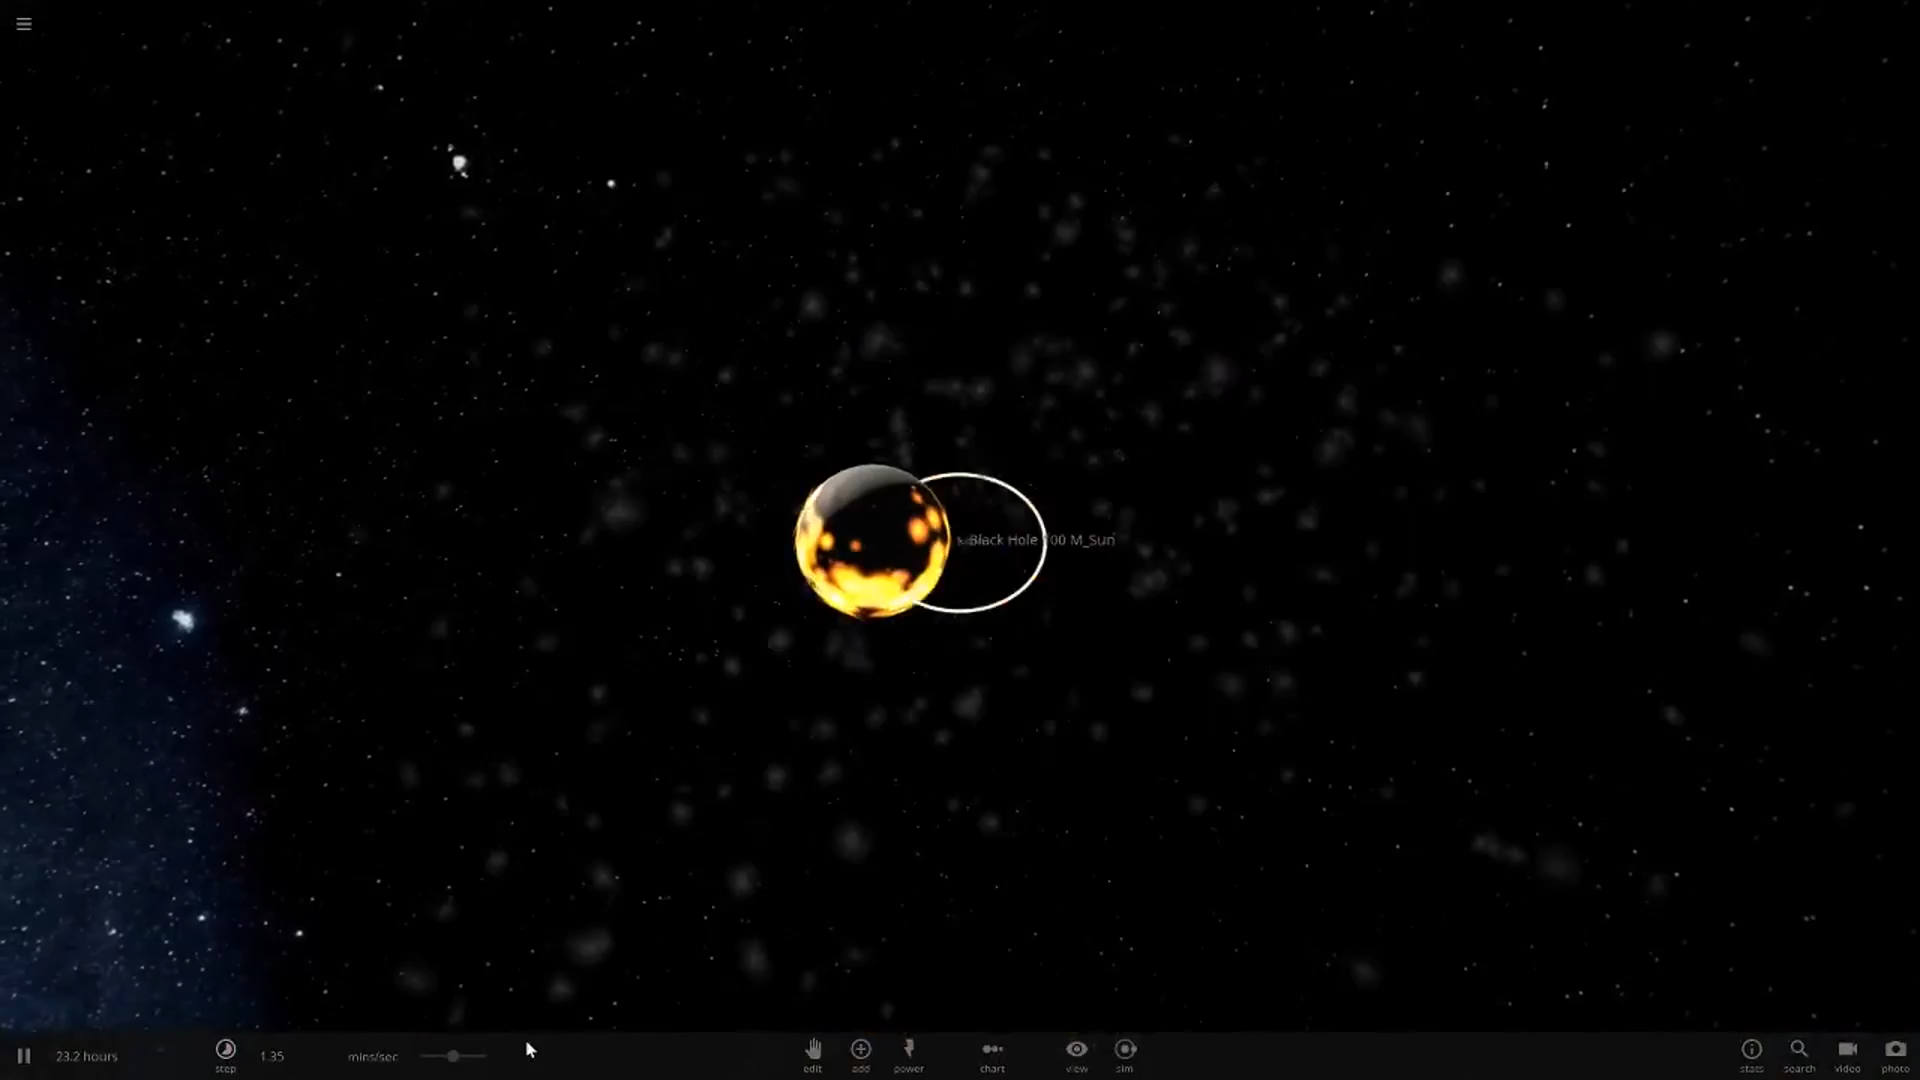 Black Hole 100 M_Sun
23.2 hours
step
1.35
mins/sec
edit
add
power
chart
view
sim
stats
search
video
photo